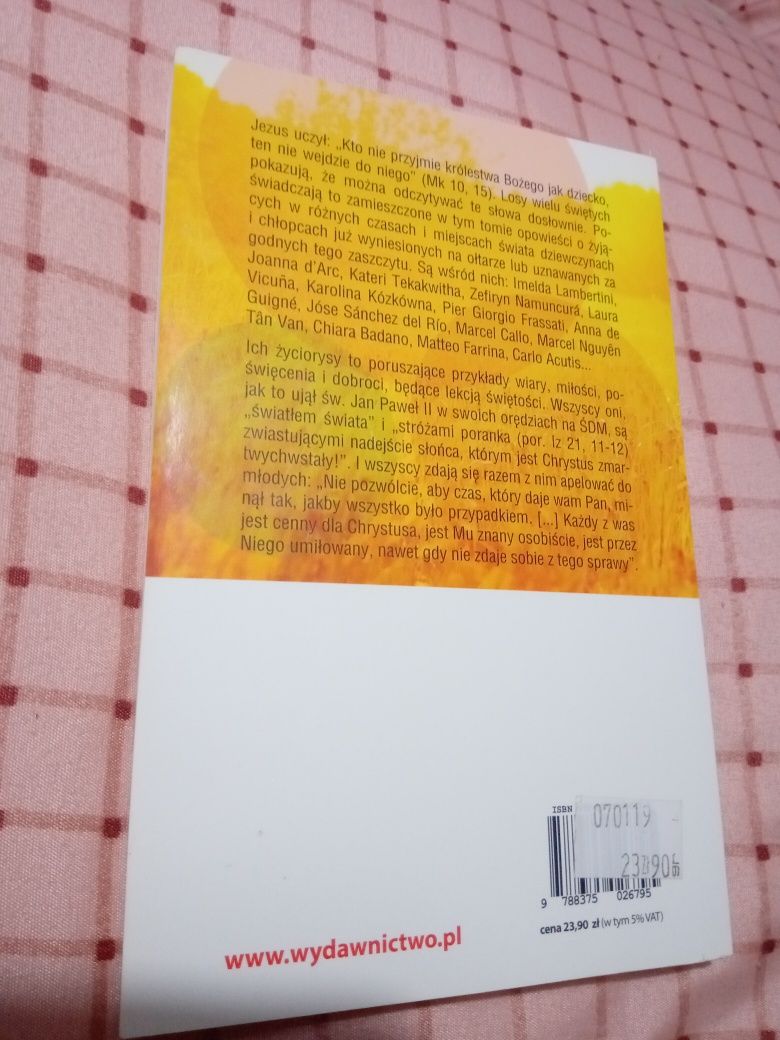 Jezus uczył: „Kto nie przyjmie królestwa Bożego jak dziecko,
ten nie wejdzie do niego” (Mk 10, 15). Losy wielu świętych
pokazują, że można odczytywać te słowa dosłownie. Po-
świadczają to zamieszczone w tym tomie opowieści o żyją-
cych w różnych czasach i miejscach świata dziewczynach
i chłopcach już wyniesionych na ołtarze lub uznawanych za
godnych tego zaszczytu. Są wśród nich: Imelda Lambertini,
Joanna d’Arc, Kateri Tekakwitha, Zefiryn Namuncurá, Laura
Vicuña, Karolina Kózkówna, Pier Giorgio Frassati, Anna de
Guigné, Jóse Sánchez del Río, Marcel Callo, Marcel Nguyên
Tân Van, Chiara Badano, Matteo Farrina, Carlo Acutis...
Ich życiorysy to poruszające przykłady wiary, miłości, po-
święcenia i dobroci, będące lekcją świętości. Wszyscy oni,
jak to ujął św. Jan Paweł II w swoich orędziach na ŚDM, są
„światłem świata” i „stróżami poranka (por. Iz 21, 11-12)
zwiastującymi nadejście słońca, którym jest Chrystus zmar-
twychwstały!”. I wszyscy zdają się razem z nim apelować do
młodych: „Nie pozwólcie, aby czas, który daje wam Pan, mi-
nął tak, jakby wszystko było przypadkiem. [...] Każdy z was
jest cenny dla Chrystusa, jest Mu znany osobiście, jest przez
Niego umiłowany, nawet gdy nie zdaje sobie z tego sprawy”.
ISBN
070119
9 788375 026795
cena 23,90 zł (w tym 5% VAT)
www.wydawnictwo.pl